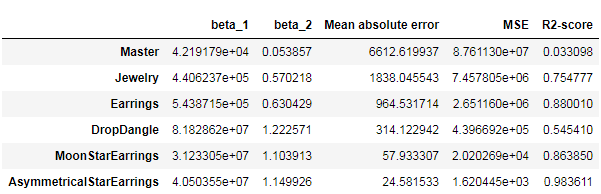 beta_1 beta_2 Mean absolute error MSE R2-score
Master 4.219179e+04 0.053857 6612.619937 8.761130e+07 0.033098
Jewelry 4.406237e+05 0.570218 1838.045543 7.457805e+06 0.754777
Earrings 5.438715e+05 0.630429 964.531714 2.651160e+06 0.880010
DropDangle 8.182862e+07 1.222571 314.122942 4.396692e+05 0.545410
MoonStarEarrings 3.123305e+07 1.103913 57.933307 2.020269e+04 0.863850
AsymmetricalStarEarrings 4.050355e+07 1.149926 24.581533 1.620445e+03 0.983611